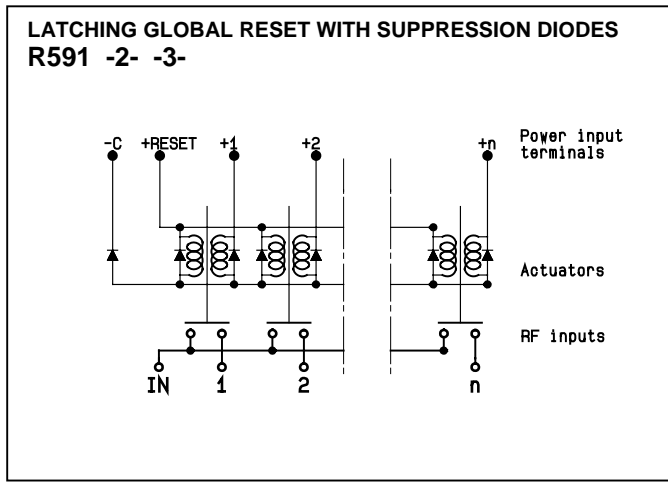 LATCHING GLOBAL RESET WITH SUPPRESSION DIODES
R591 -2- -3-
-C +RESET +1 +2 +n Power input
terminals
Actuators
RF inputs
IN 1 2 n